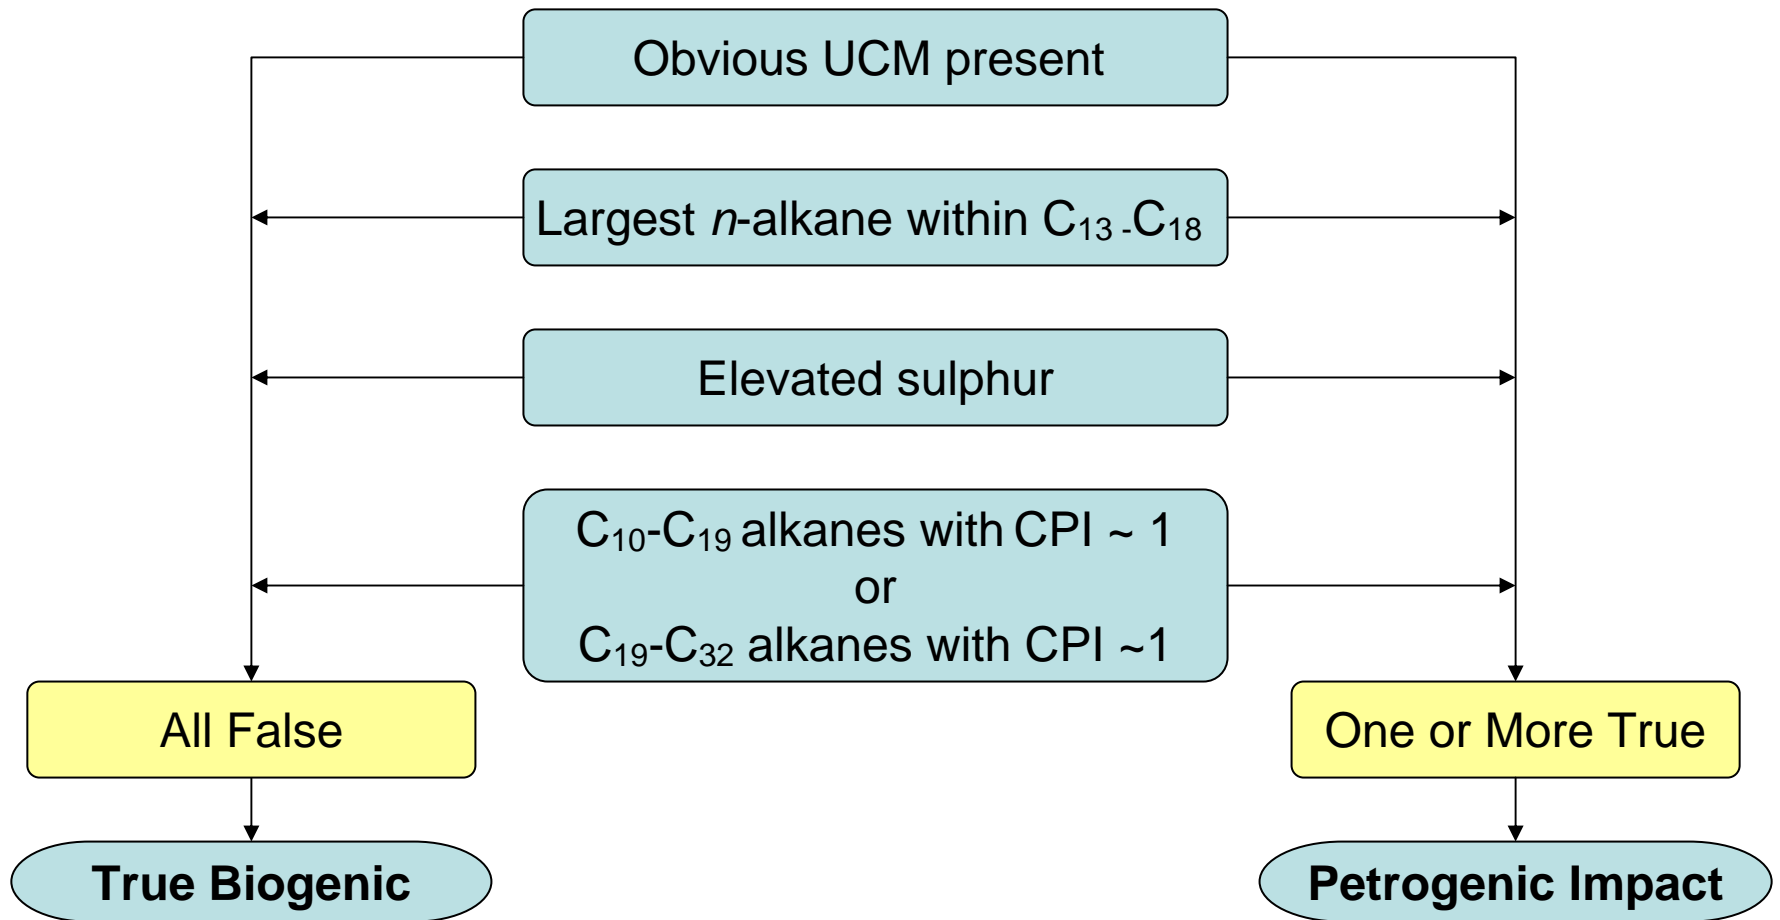 Obvious UCM present
Largest n-alkane within C13 -C18
Elevated sulphur
C10-C19 alkanes with CPI ~ 1
or
C19-C32 alkanes with CPI ~1
All False
One or More True
True Biogenic
Petrogenic Impact